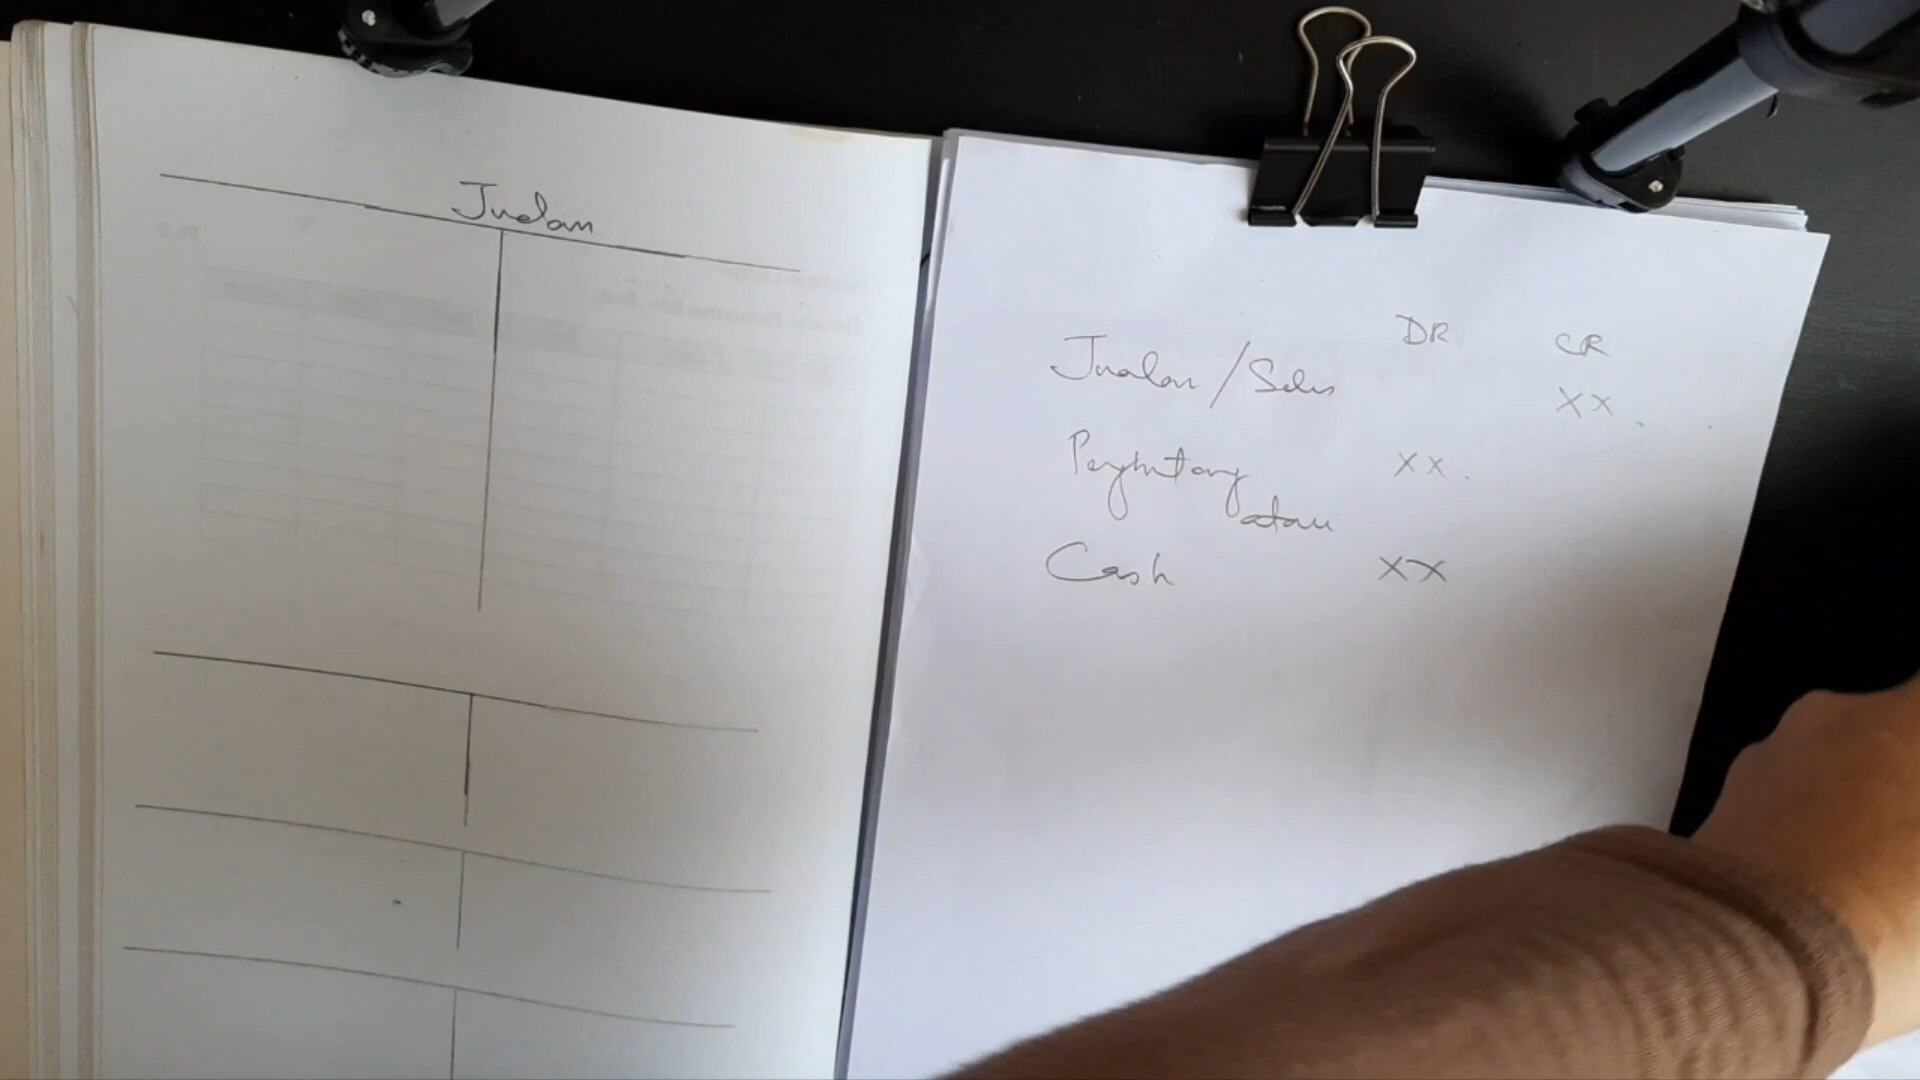 Jualan
DR CR
Jualan / Sales XX
Penghutang XX
atau
Cash XX